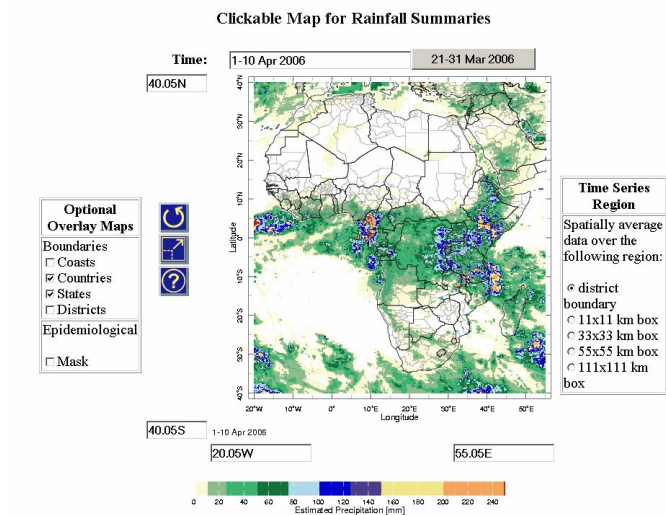 Clickable Map for Rainfall Summaries
Time:
1-10 Apr 2006
21-31 Mar 2006
40.05N
40°N
30°N
20°N
10°N
0°
10°S
20°S
30°S
40°S
Latitude
20°W 10°W 0° 10°E 20°E 30°E 40°E 50°E
Longitude
Optional
Overlay Maps
Boundaries
Coasts
Countries
States
Districts
Epidemiological
Mask
Time Series
Region
Spatially average
data over the
following region:
district
boundary
11x11 km box
33x33 km box
55x55 km box
111x111 km
box
40.05S
1-10 Apr 2006
20.05W
55.05E
0 20 40 60 80 100 120 140 160 180 200 220 240
Estimated Precipitation [mm]